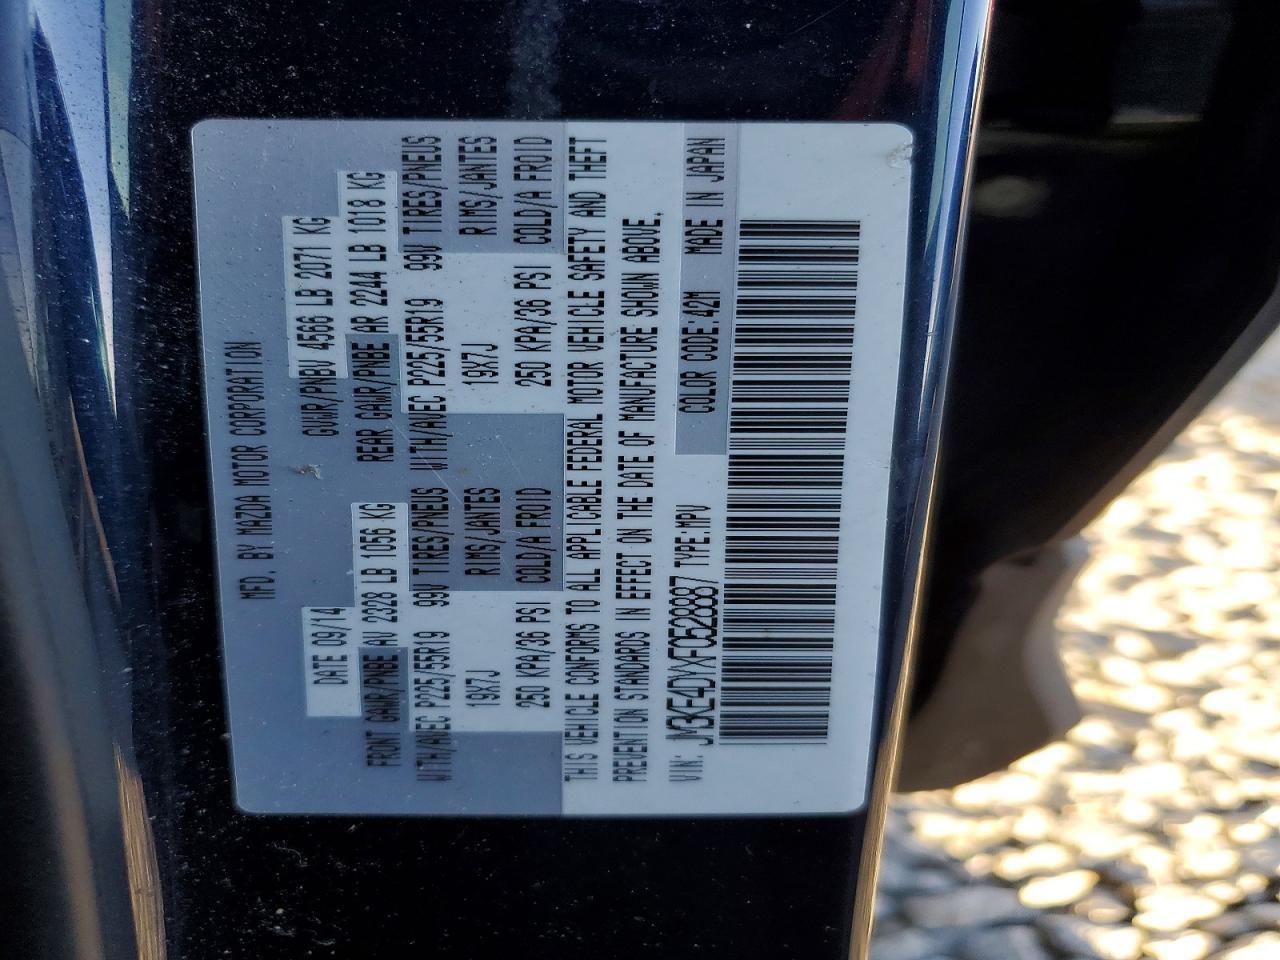 MFD. BY MAZDA MOTOR CORPORATION
DATE 09/14 GVWR/PNBV 4566 LB 2071 KG
FRONT GAWR/PNBE AV 2328 LB 1056 KG REAR GAWR/PNBE AR 2244 LB 1018 KG
WITH/AVEC P225/55R19 99V TIRES/PNEUS WITH/AVEC P225/55R19 99V TIRES/PNEUS
19X7J RIMS/JANTES 19X7J RIMS/JANTES
250 KPA/36 PSI COLD/A FROID 250 KPA/36 PSI COLD/A FROID
THIS VEHICLE CONFORMS TO ALL APPLICABLE FEDERAL MOTOR VEHICLE SAFETY AND THEFT
PREVENTION STANDARDS IN EFFECT ON THE DATE OF MANUFACTURE SHOWN ABOVE.
VIN: JM3KE4DYXF0528887 TYPE:MPV COLOR CODE:42M MADE IN JAPAN